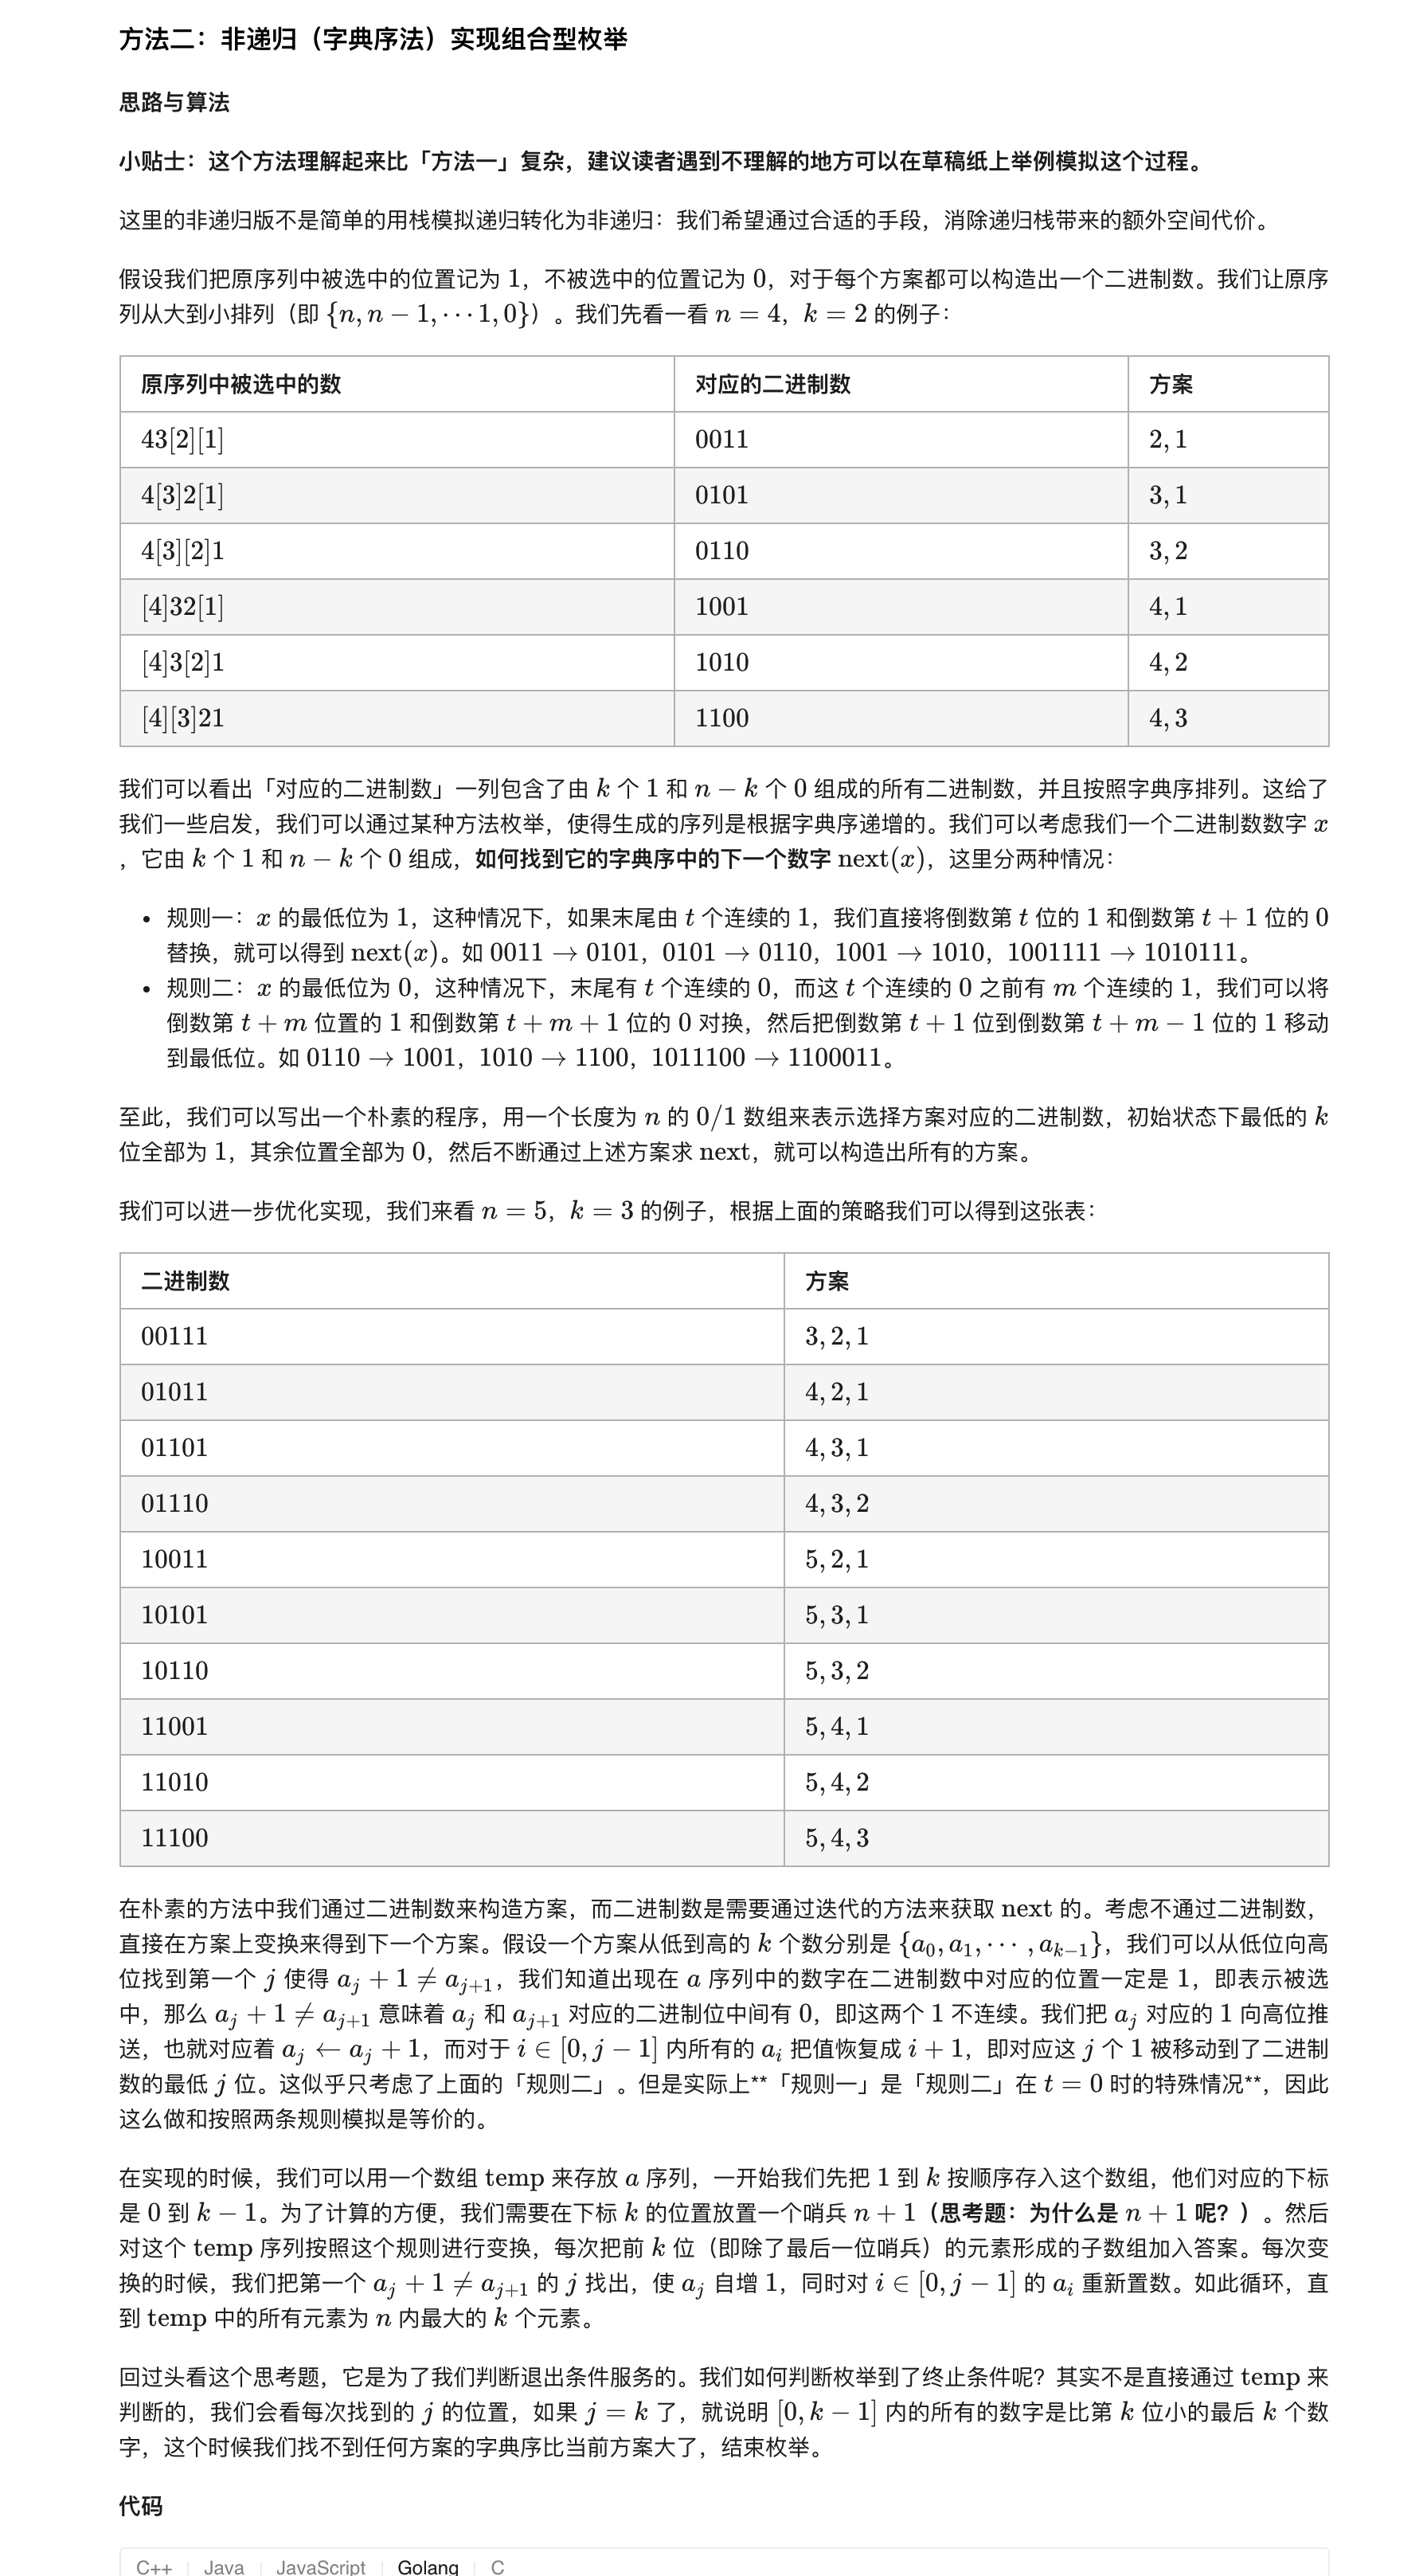 方法二：非递归（字典序法）实现组合型枚举
思路与算法
小贴士：这个方法理解起来比「方法一」复杂，建议读者遇到不理解的地方可以在草稿纸上举例模拟这个过程。
这里的非递归版不是简单的用栈模拟递归转化为非递归：我们希望通过合适的手段，消除递归栈带来的额外空间代价。
假设我们把原序列中被选中的位置记为 1，不被选中的位置记为 0，对于每个方案都可以构造出一个二进制数。我们让原序
列从大到小排列（即 {n, n − 1, ⋯ 1, 0}）。我们先看一看 n = 4，k = 2 的例子：
原序列中被选中的数 对应的二进制数 方案
43[2][1] 0011 2, 1
4[3]2[1] 0101 3, 1
4[3][2]1 0110 3, 2
[4]32[1] 1001 4, 1
[4]3[2]1 1010 4, 2
[4][3]21 1100 4, 3
我们可以看出「对应的二进制数」一列包含了由 k 个 1 和 n − k 个 0 组成的所有二进制数，并且按照字典序排列。这给了
我们一些启发，我们可以通过某种方法枚举，使得生成的序列是根据字典序递增的。我们可以考虑我们一个二进制数数字 x
，它由 k 个 1 和 n − k 个 0 组成，如何找到它的字典序中的下一个数字 next(x)，这里分两种情况：
• 规则一：x 的最低位为 1，这种情况下，如果末尾由 t 个连续的 1，我们直接将倒数第 t 位的 1 和倒数第 t + 1 位的 0
替换，就可以得到 next(x)。如 0011 → 0101，0101 → 0110，1001 → 1010，1001111 → 1010111。
• 规则二：x 的最低位为 0，这种情况下，末尾有 t 个连续的 0，而这 t 个连续的 0 之前有 m 个连续的 1，我们可以将
倒数第 t + m 位置的 1 和倒数第 t + m + 1 位的 0 对换，然后把倒数第 t + 1 位到倒数第 t + m − 1 位的 1 移动
到最低位。如 0110 → 1001，1010 → 1100，1011100 → 1100011。
至此，我们可以写出一个朴素的程序，用一个长度为 n 的 0/1 数组来表示选择方案对应的二进制数，初始状态下最低的 k
位全部为 1，其余位置全部为 0，然后不断通过上述方案求 next，就可以构造出所有的方案。
我们可以进一步优化实现，我们来看 n = 5，k = 3 的例子，根据上面的策略我们可以得到这张表：
二进制数 方案
00111 3, 2, 1
01011 4, 2, 1
01101 4, 3, 1
01110 4, 3, 2
10011 5, 2, 1
10101 5, 3, 1
10110 5, 3, 2
11001 5, 4, 1
11010 5, 4, 2
11100 5, 4, 3
在朴素的方法中我们通过二进制数来构造方案，而二进制数是需要通过迭代的方法来获取 next 的。考虑不通过二进制数，
直接在方案上变换来得到下一个方案。假设一个方案从低到高的 k 个数分别是 {a₀, a₁, ⋯ , aₖ₋₁}，我们可以从低位向高
位找到第一个 j 使得 aⱼ + 1 ≠ aⱼ₊₁，我们知道出现在 a 序列中的数字在二进制数中对应的位置一定是 1，即表示被选
中，那么 aⱼ + 1 ≠ aⱼ₊₁ 意味着 aⱼ 和 aⱼ₊₁ 对应的二进制位中间有 0，即这两个 1 不连续。我们把 aⱼ 对应的 1 向高位推
送，也就对应着 aⱼ ← aⱼ + 1，而对于 i ∈ [0, j − 1] 内所有的 aᵢ 把值恢复成 i + 1，即对应这 j 个 1 被移动到了二进制
数的最低 j 位。这似乎只考虑了上面的「规则二」。但是实际上**「规则一」是「规则二」在 t = 0 时的特殊情况**，因此
这么做和按照两条规则模拟是等价的。
在实现的时候，我们可以用一个数组 temp 来存放 a 序列，一开始我们先把 1 到 k 按顺序存入这个数组，他们对应的下标
是 0 到 k − 1。为了计算的方便，我们需要在下标 k 的位置放置一个哨兵 n + 1（思考题：为什么是 n + 1 呢？）。然后
对这个 temp 序列按照这个规则进行变换，每次把前 k 位（即除了最后一位哨兵）的元素形成的子数组加入答案。每次变
换的时候，我们把第一个 aⱼ + 1 ≠ aⱼ₊₁ 的 j 找出，使 aⱼ 自增 1，同时对 i ∈ [0, j − 1] 的 aᵢ 重新置数。如此循环，直
到 temp 中的所有元素为 n 内最大的 k 个元素。
回过头看这个思考题，它是为了我们判断退出条件服务的。我们如何判断枚举到了终止条件呢？其实不是直接通过 temp 来
判断的，我们会看每次找到的 j 的位置，如果 j = k 了，就说明 [0, k − 1] 内的所有的数字是比第 k 位小的最后 k 个数
字，这个时候我们找不到任何方案的字典序比当前方案大了，结束枚举。
代码
C++ Java JavaScript Golang C